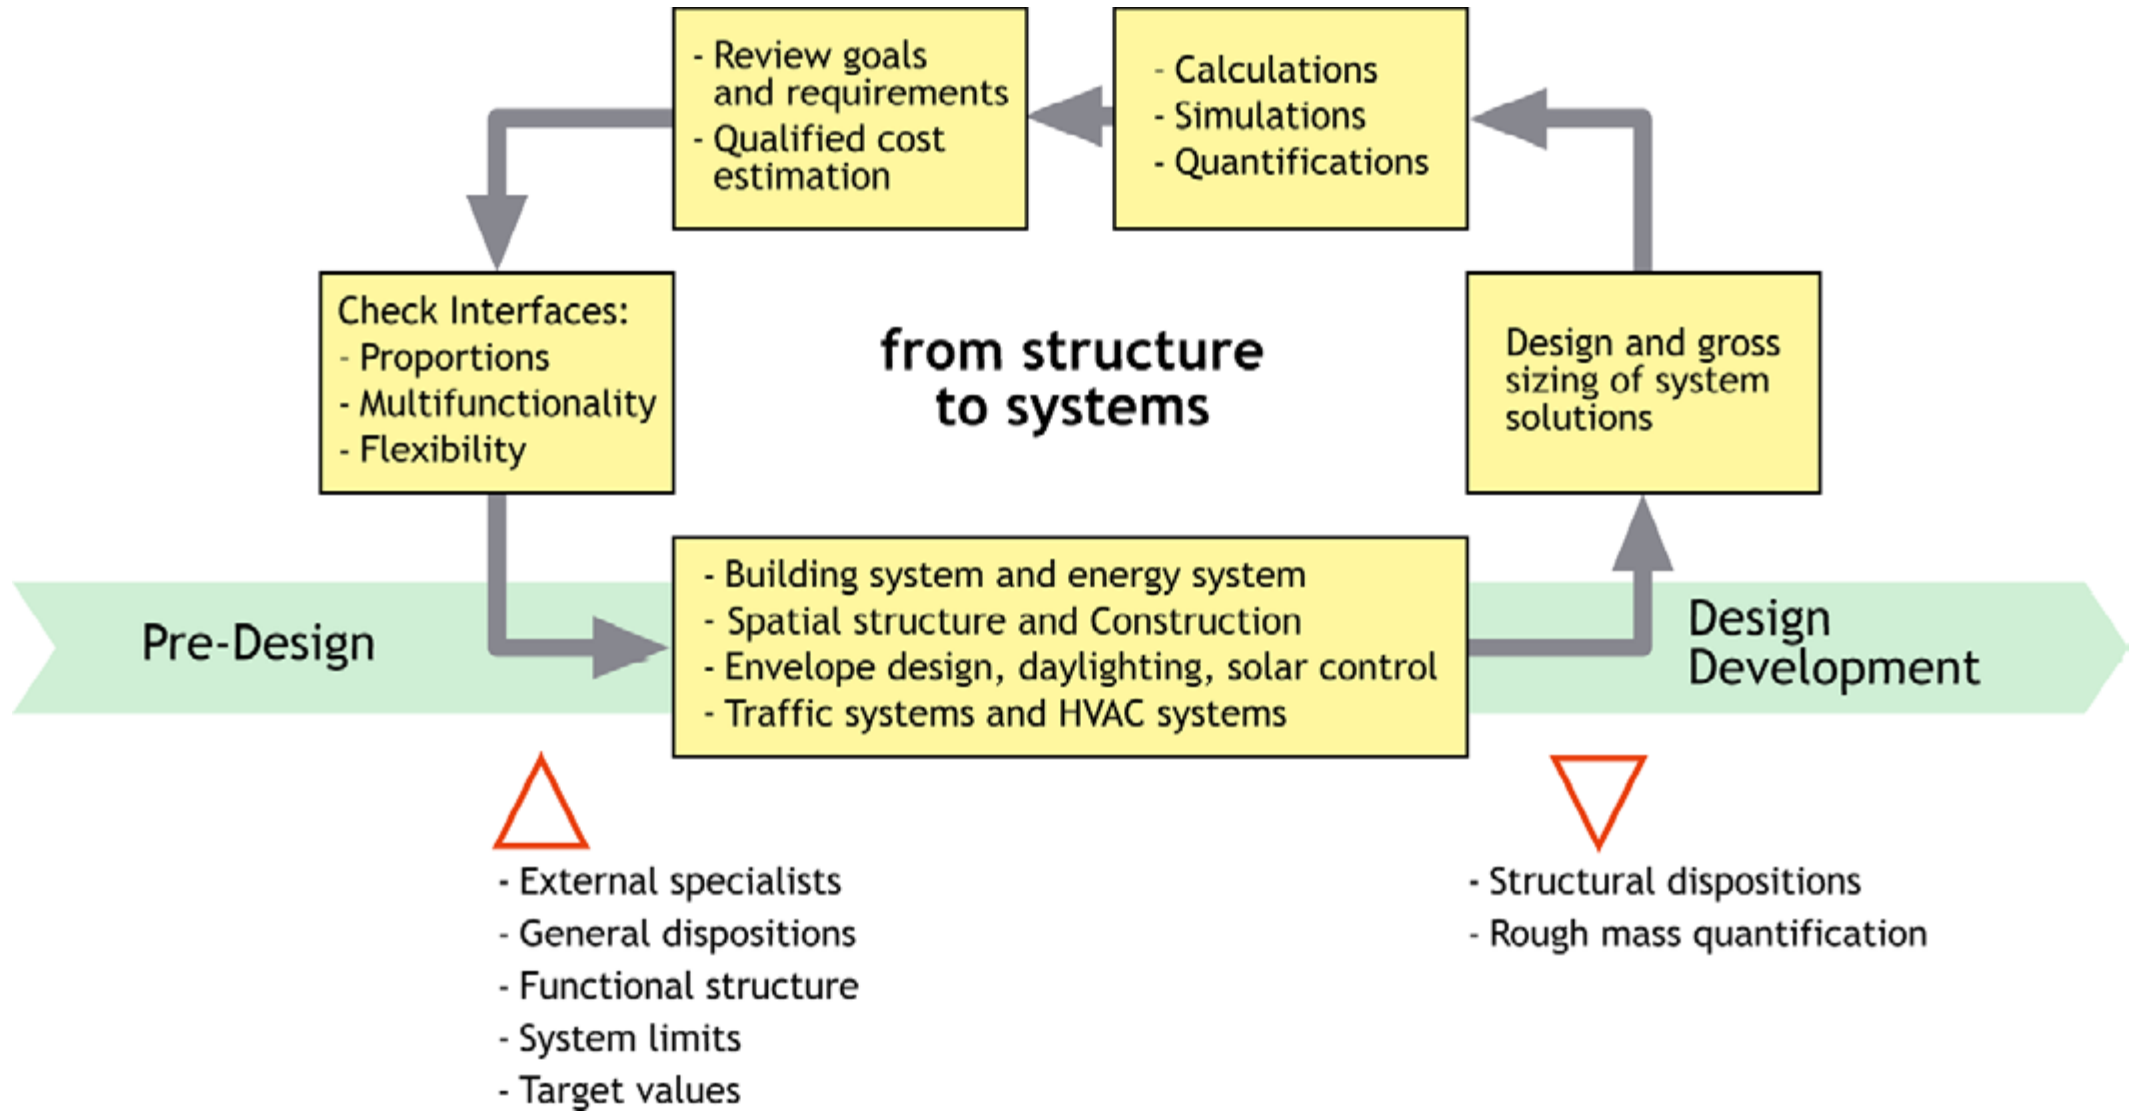 - Review goals
and requirements
- Qualified cost
estimation
- Calculations
- Simulations
- Quantifications
Check Interfaces:
- Proportions
- Multifunctionality
- Flexibility
from structure
to systems
Design and gross
sizing of system
solutions
Pre-Design
- Building system and energy system
- Spatial structure and Construction
- Envelope design, daylighting, solar control
- Traffic systems and HVAC systems
Design
Development
- External specialists
- General dispositions
- Functional structure
- System limits
- Target values
- Structural dispositions
- Rough mass quantification